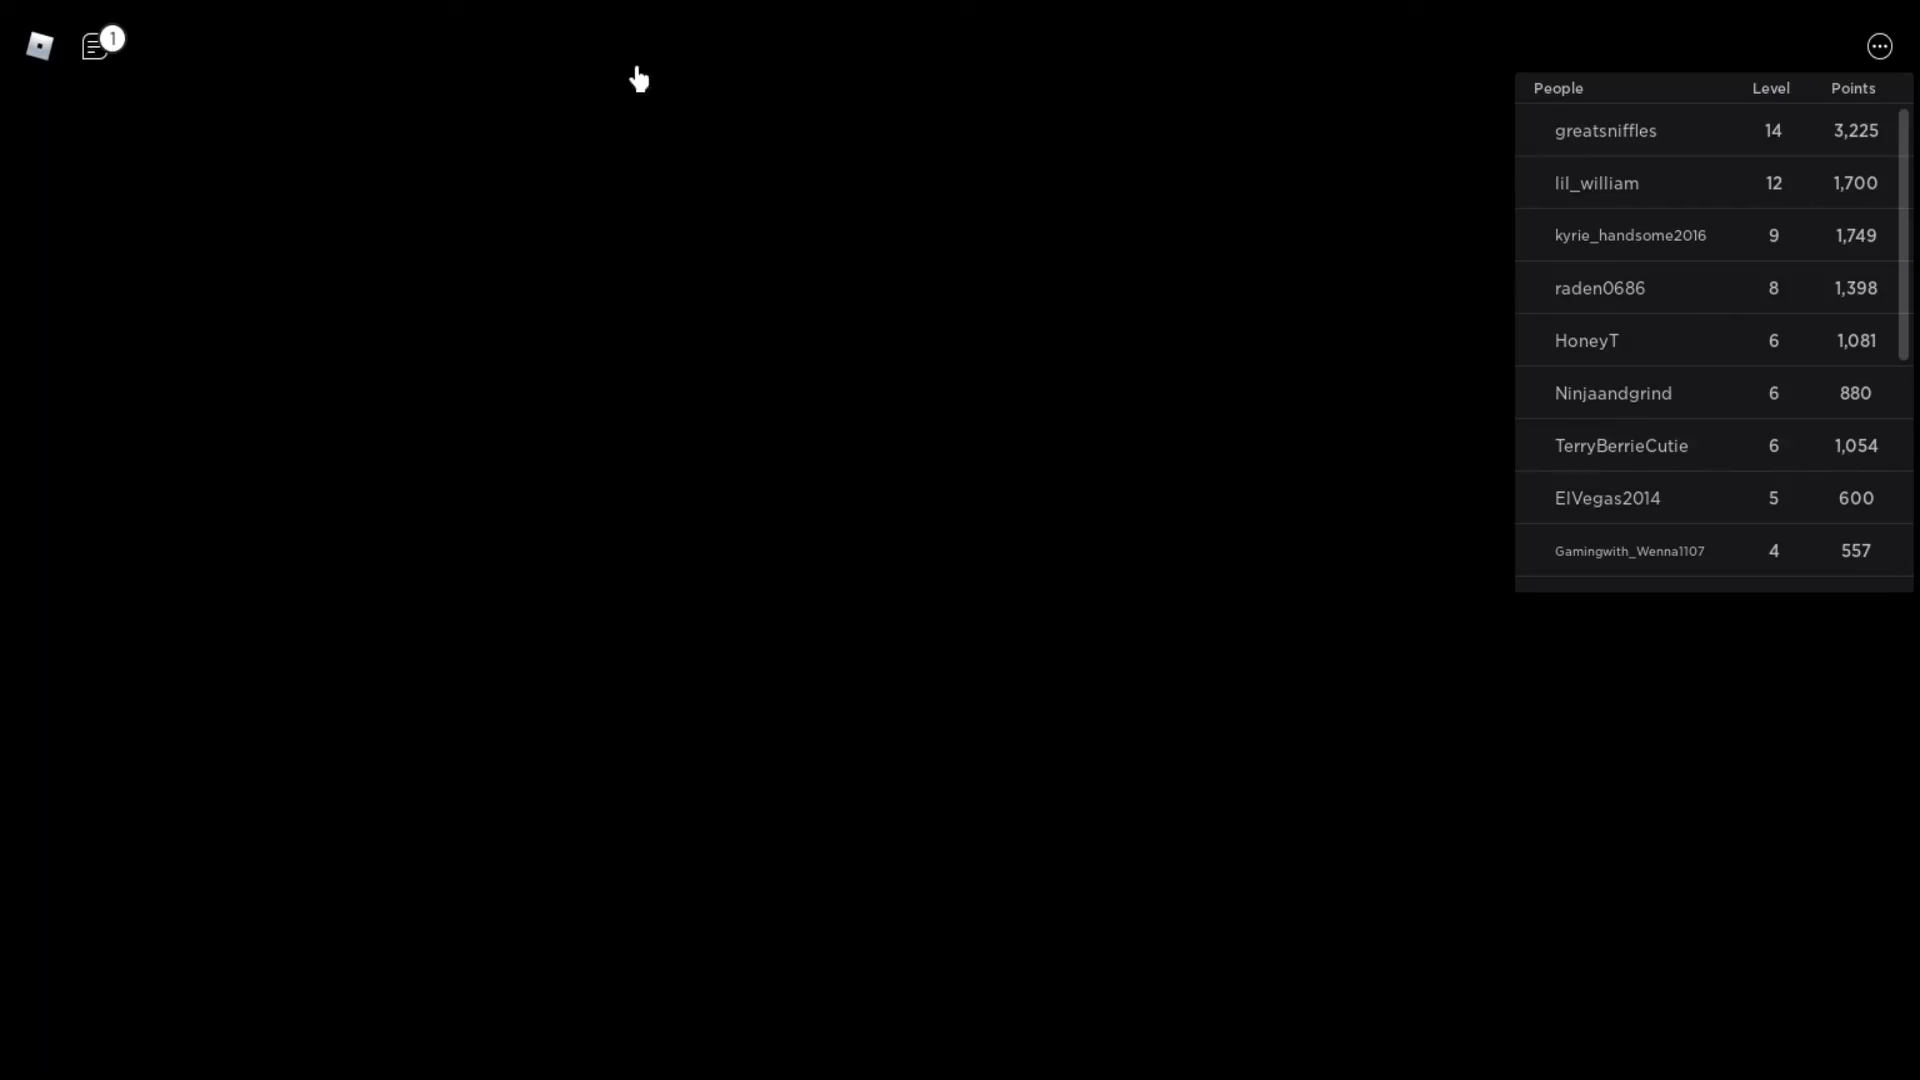 1
People Level Points
greatsniffles 14 3,225
lil_william 12 1,700
kyrie_handsome2016 9 1,749
raden0686 8 1,398
HoneyT 6 1,081
Ninjaandgrind 6 880
TerryBerrieCutie 6 1,054
ElVegas2014 5 600
Gamingwith_Wenna1107 4 557